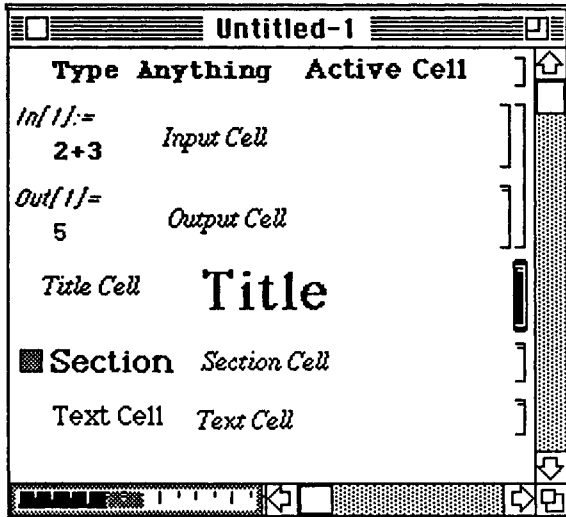 Untitled-1
Type Anything Active Cell
In[1]:=
2+3 Input Cell
Out[1]=
5 Output Cell
Title Cell Title
Section Section Cell
Text Cell Text Cell